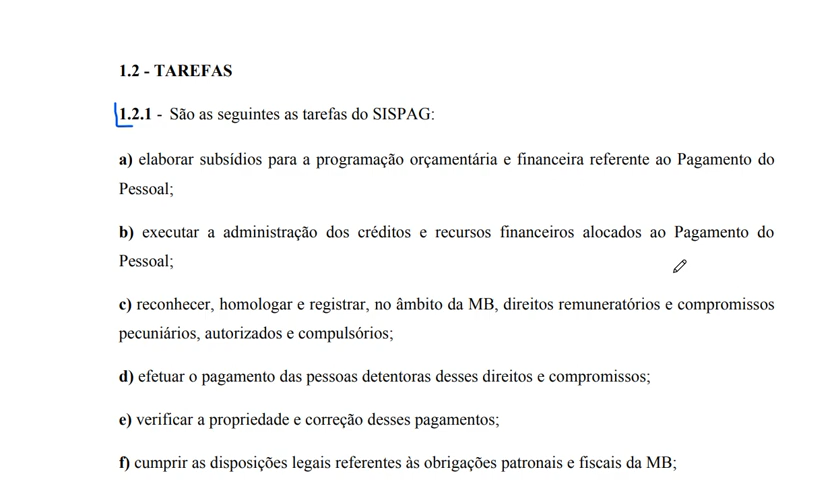 1.2 - TAREFAS
1.2.1 - São as seguintes as tarefas do SISPAG:
a) elaborar subsídios para a programação orçamentária e financeira referente ao Pagamento do
Pessoal;
b) executar a administração dos créditos e recursos financeiros alocados ao Pagamento do
Pessoal;
c) reconhecer, homologar e registrar, no âmbito da MB, direitos remuneratórios e compromissos
pecuniários, autorizados e compulsórios;
d) efetuar o pagamento das pessoas detentoras desses direitos e compromissos;
e) verificar a propriedade e correção desses pagamentos;
f) cumprir as disposições legais referentes às obrigações patronais e fiscais da MB;